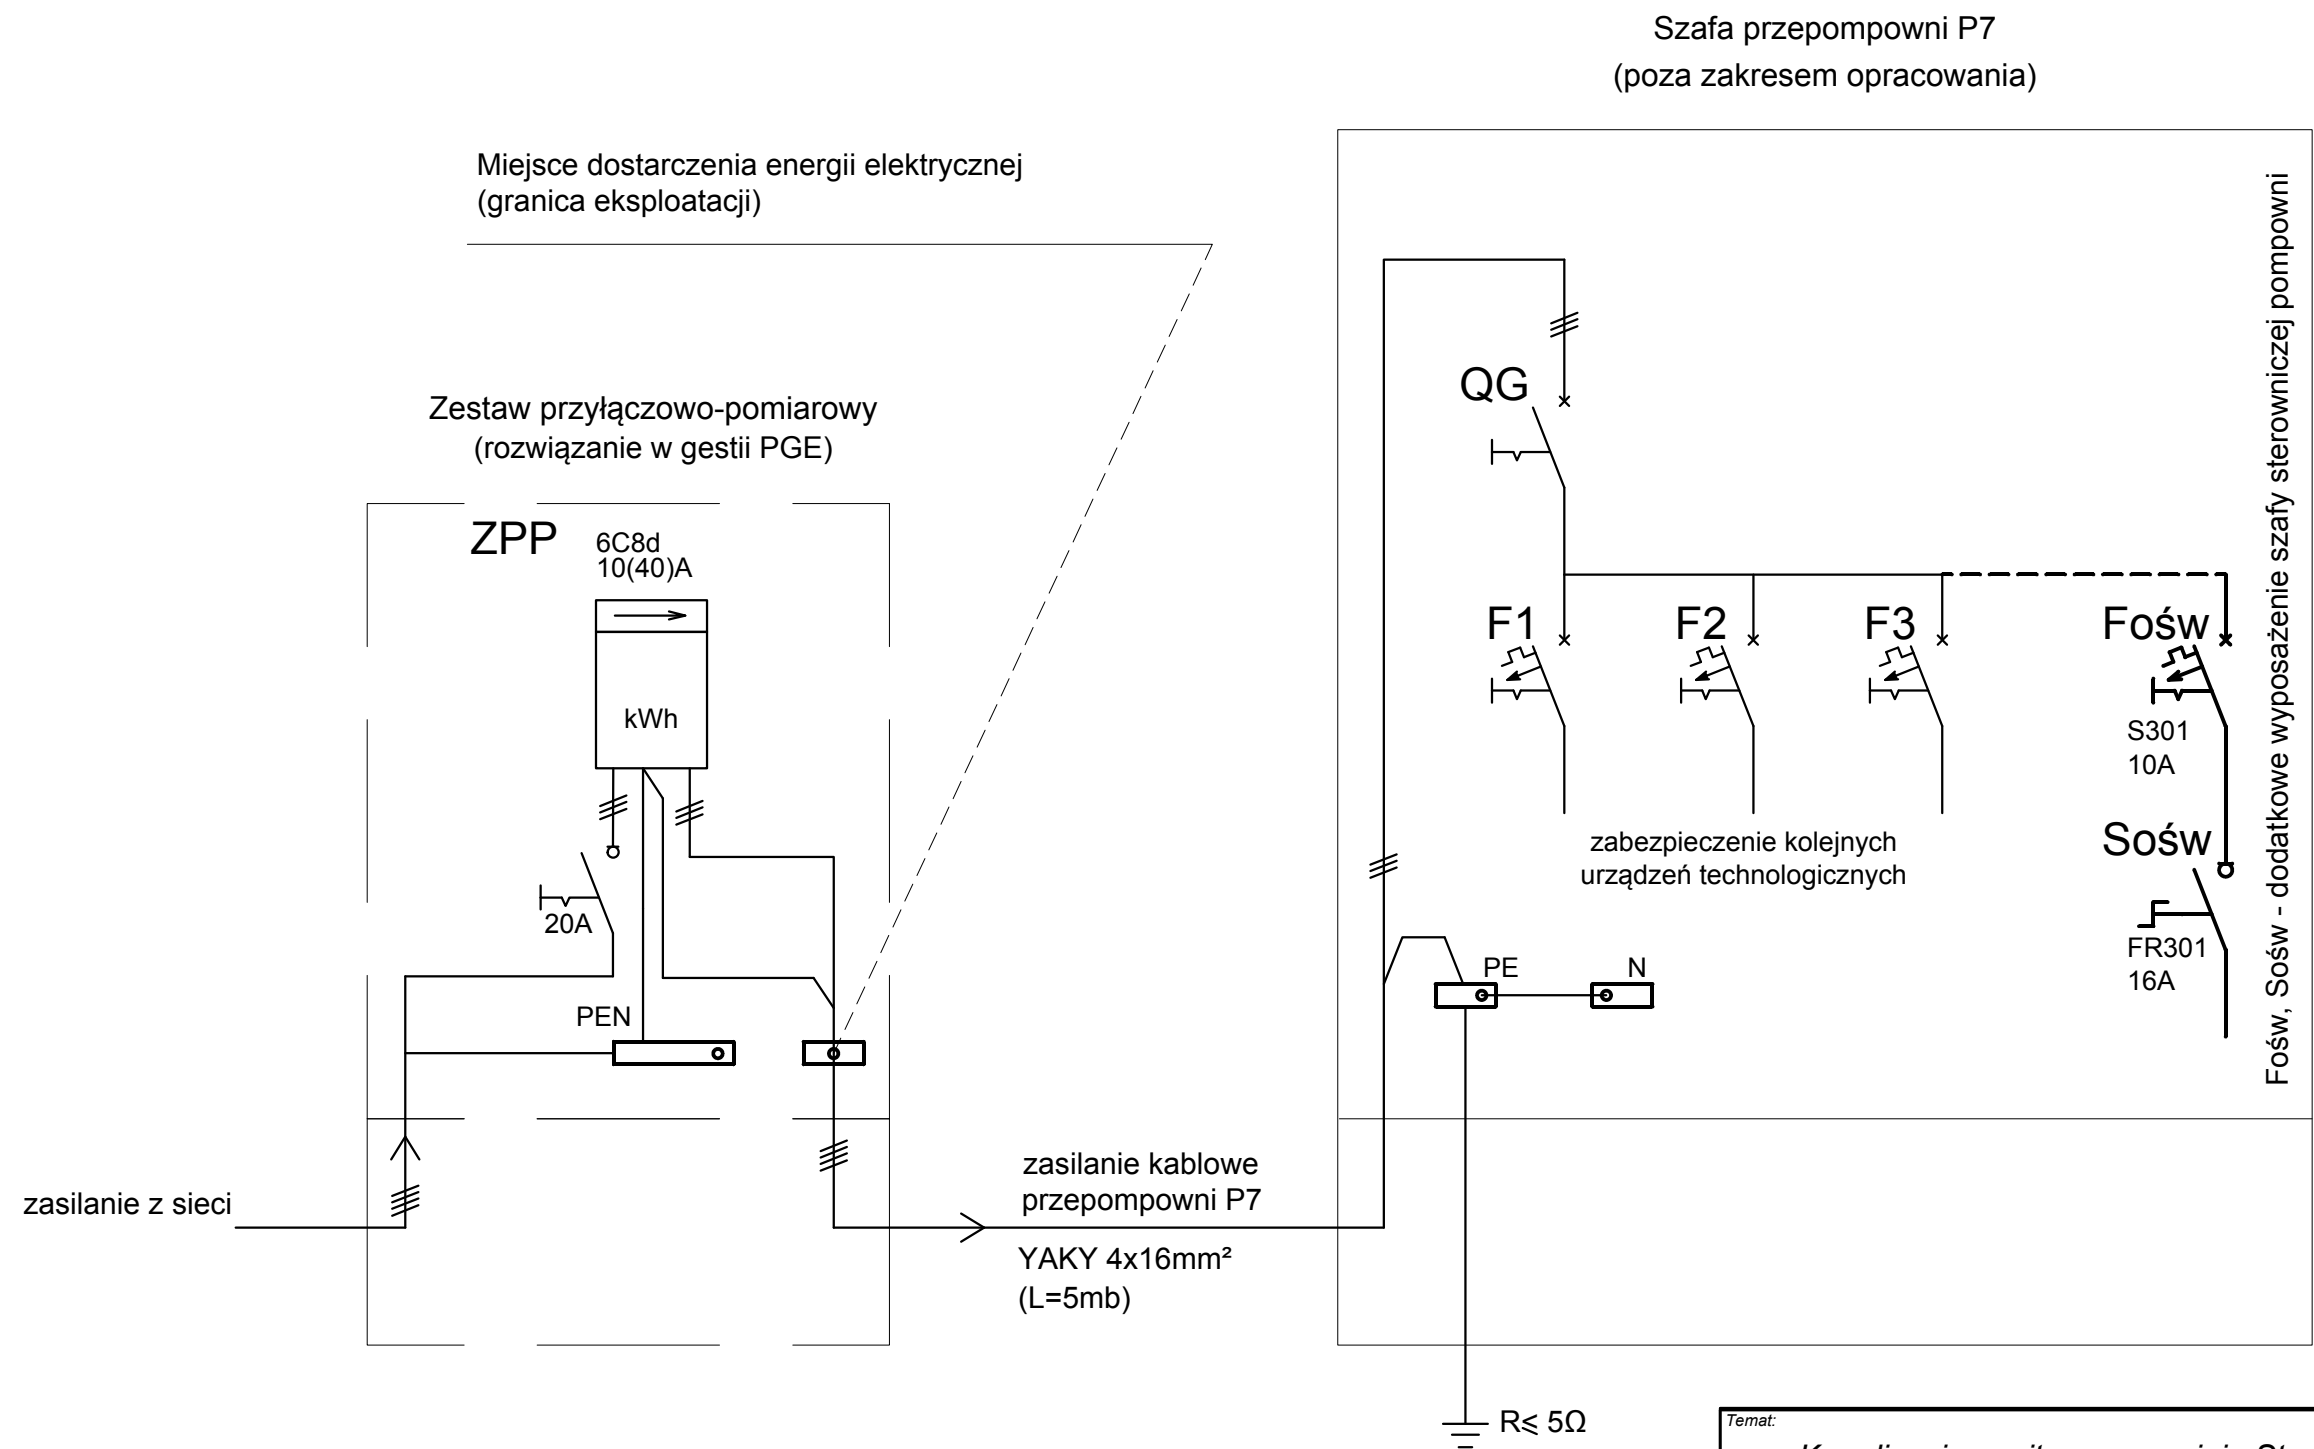 Szafa przepompowni P7
(poza zakresem opracowania)
Miejsce dostarczenia energii elektrycznej
(granica eksploatacji)
Zestaw przyłączowo-pomiarowy
(rozwiązanie w gestii PGE)
ZPP
6C8d
10(40)A
kWh
20A
PEN
zasilanie z sieci
zasilanie kablowe
przepompowni P7
YAKY 4x16mm²
(L=5mb)
QG
F1
F2
F3
Fośw
S301
10A
zabezpieczenie kolejnych
urządzeń technologicznych
Sośw
FR301
16A
PE
N
Fośw, Sośw - dodatkowe wyposażenie szafy sterowniczej pompowni
R⩽ 5Ω
Temat: